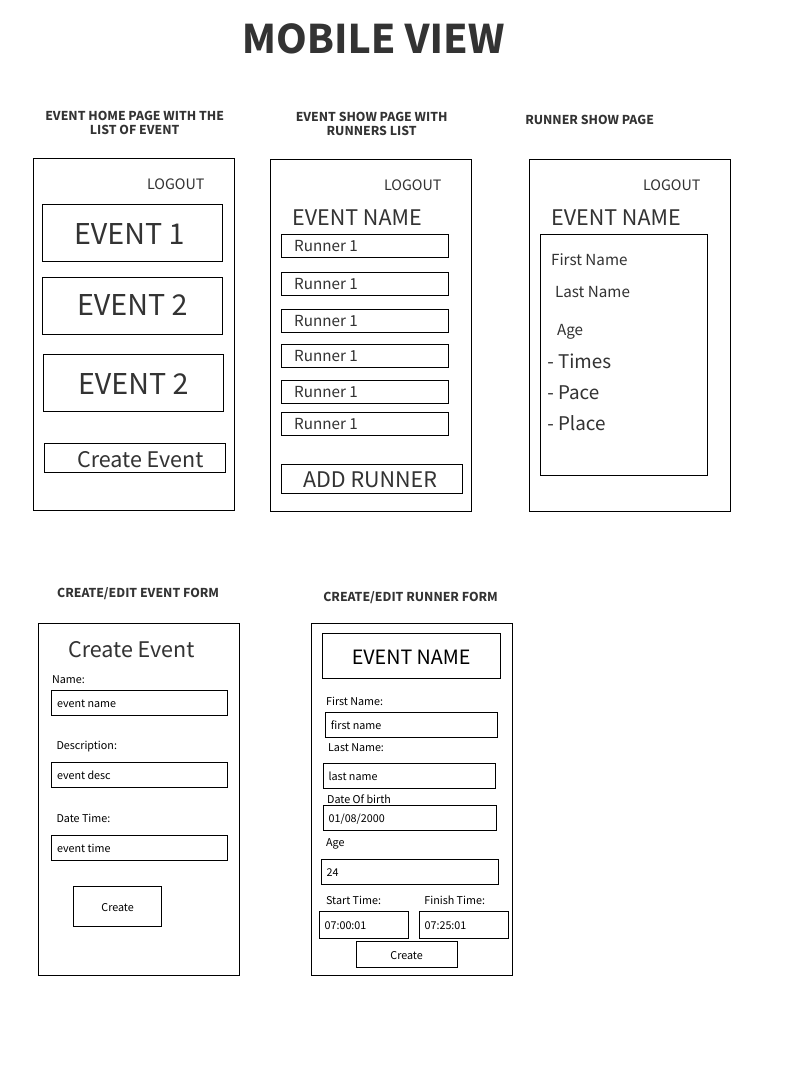 MOBILE VIEW
EVENT HOME PAGE WITH THE
LIST OF EVENT
LOGOUT
EVENT 1
EVENT 2
EVENT 2
Create Event
EVENT SHOW PAGE WITH
RUNNERS LIST
LOGOUT
EVENT NAME
Runner 1
Runner 1
Runner 1
Runner 1
Runner 1
Runner 1
ADD RUNNER
RUNNER SHOW PAGE
LOGOUT
EVENT NAME
First Name
Last Name
Age
- Times
- Pace
- Place
CREATE/EDIT EVENT FORM
Create Event
Name:
event name
Description:
event desc
Date Time:
event time
Create
CREATE/EDIT RUNNER FORM
EVENT NAME
First Name:
first name
Last Name:
last name
Date Of birth
01/08/2000
Age
24
Start Time: Finish Time:
07:00:01 07:25:01
Create